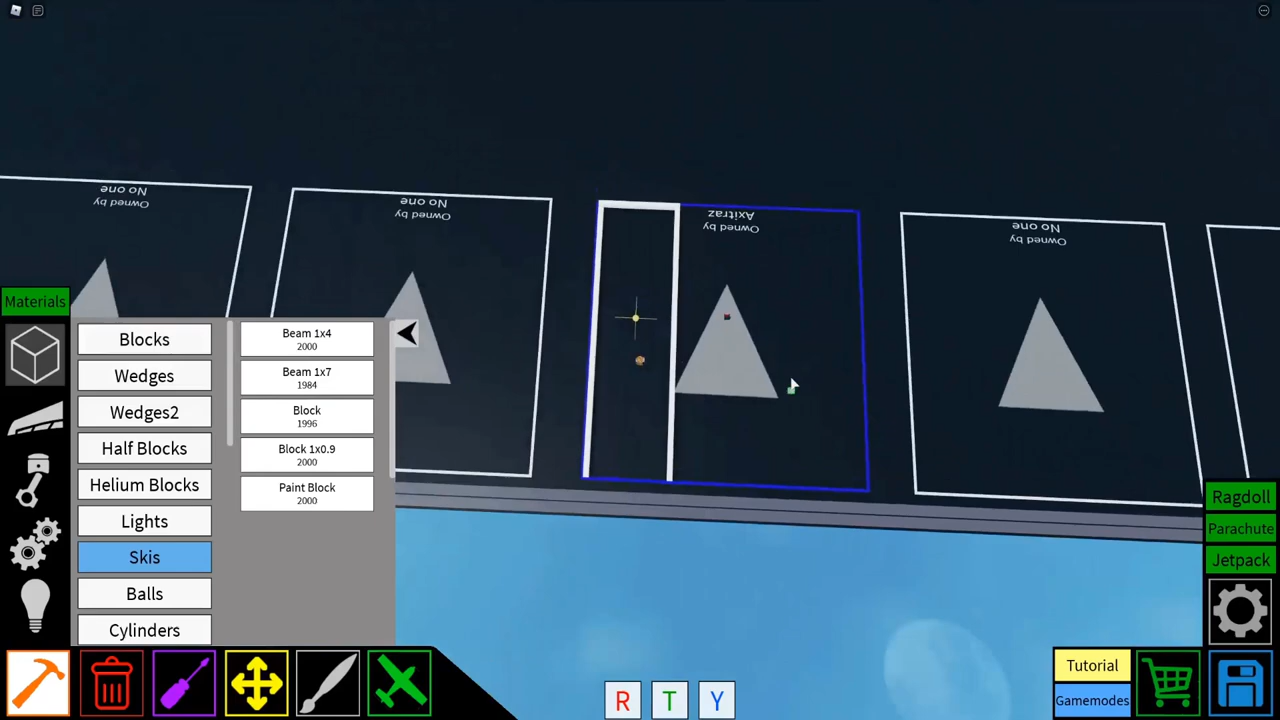 No one
Owned by
No one
Owned by
Axitraz
Owned by
No one
Owned by
Materials
Blocks
Wedges
Wedges2
Half Blocks
Helium Blocks
Lights
Skis
Balls
Cylinders
Beam 1x4
2000
Beam 1x7
1984
Block
1996
Block 1x0.9
2000
Paint Block
2000
Ragdoll
Parachute
Jetpack
Tutorial
Gamemodes
R T Y